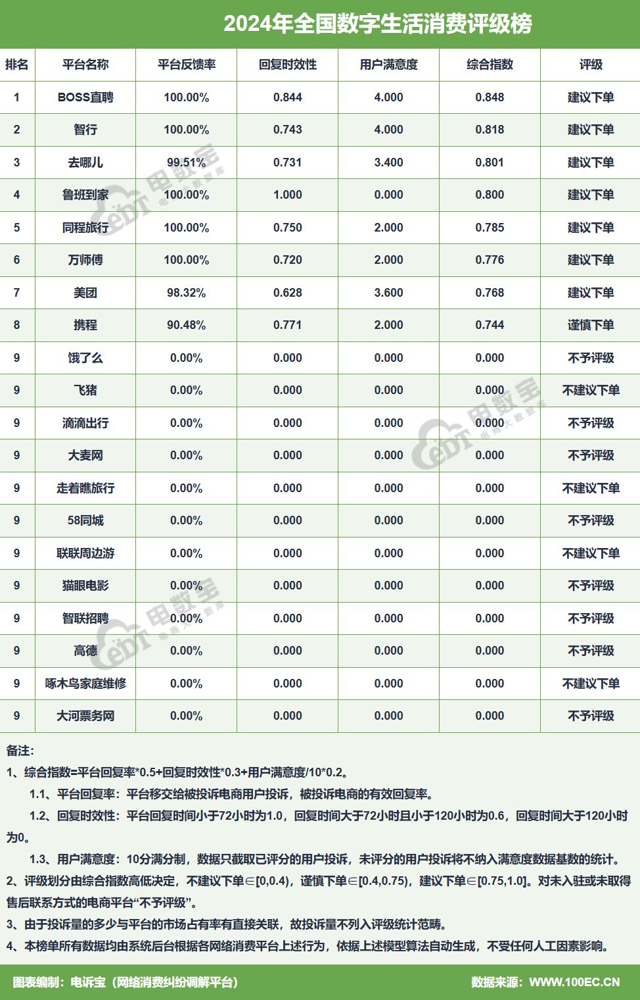 2024年全国数字生活消费评级榜
排名 平台名称 平台反馈率 回复时效性 用户满意度 综合指数 评级
1 BOSS直聘 100.00% 0.844 4.000 0.848 建议下单
2 智行 100.00% 0.743 4.000 0.818 建议下单
3 去哪儿 99.51% 0.731 3.400 0.801 建议下单
4 鲁班到家 100.00% 1.000 0.000 0.800 建议下单
5 同程旅行 100.00% 0.750 2.000 0.785 建议下单
6 万师傅 100.00% 0.720 2.000 0.776 建议下单
7 美团 98.32% 0.628 3.600 0.768 建议下单
8 携程 90.48% 0.771 2.000 0.744 谨慎下单
9 饿了么 0.00% 0.000 0.000 0.000 不予评级
9 飞猪 0.00% 0.000 0.000 0.000 不建议下单
9 滴滴出行 0.00% 0.000 0.000 0.000 不予评级
9 大麦网 0.00% 0.000 0.000 0.000 不予评级
9 走着瞧旅行 0.00% 0.000 0.000 0.000 不建议下单
9 58同城 0.00% 0.000 0.000 0.000 不予评级
9 联联周边游 0.00% 0.000 0.000 0.000 不建议下单
9 猫眼电影 0.00% 0.000 0.000 0.000 不予评级
9 智联招聘 0.00% 0.000 0.000 0.000 不予评级
9 高德 0.00% 0.000 0.000 0.000 不予评级
9 啄木鸟家庭维修 0.00% 0.000 0.000 0.000 不建议下单
9 大河票务网 0.00% 0.000 0.000 0.000 不予评级
电数宝
电商大数据库
eDT
电数宝
电商大数据库
eDT
电数宝
电商大数据库
eDT
备注：
1、综合指数=平台回复率*0.5+回复时效性*0.3+用户满意度/10*0.2。
1.1、平台回复率：平台移交给被投诉电商用户投诉，被投诉电商的有效回复率。
1.2、回复时效性：平台回复时间小于72小时为1.0，回复时间大于72小时且小于120小时为0.6，回复时间大于120小时
为0。
1.3、用户满意度：10分满分制，数据只截取已评分的用户投诉，未评分的用户投诉将不纳入满意度数据基数的统计。
2、评级划分由综合指数高低决定，不建议下单∈[0,0.4)，谨慎下单∈[0.4,0.75)，建议下单∈[0.75,1.0]。对未入驻或未取得
售后联系方式的电商平台“不予评级”。
3、由于投诉量的多少与平台的市场占有率有直接关联，故投诉量不列入评级统计范畴。
4、本榜单所有数据均由系统后台根据各网络消费平台上述行为，依据上述模型算法自动生成，不受任何人工因素影响。
图表编制：电诉宝（网络消费纠纷调解平台） 数据来源：WWW.100EC.CN